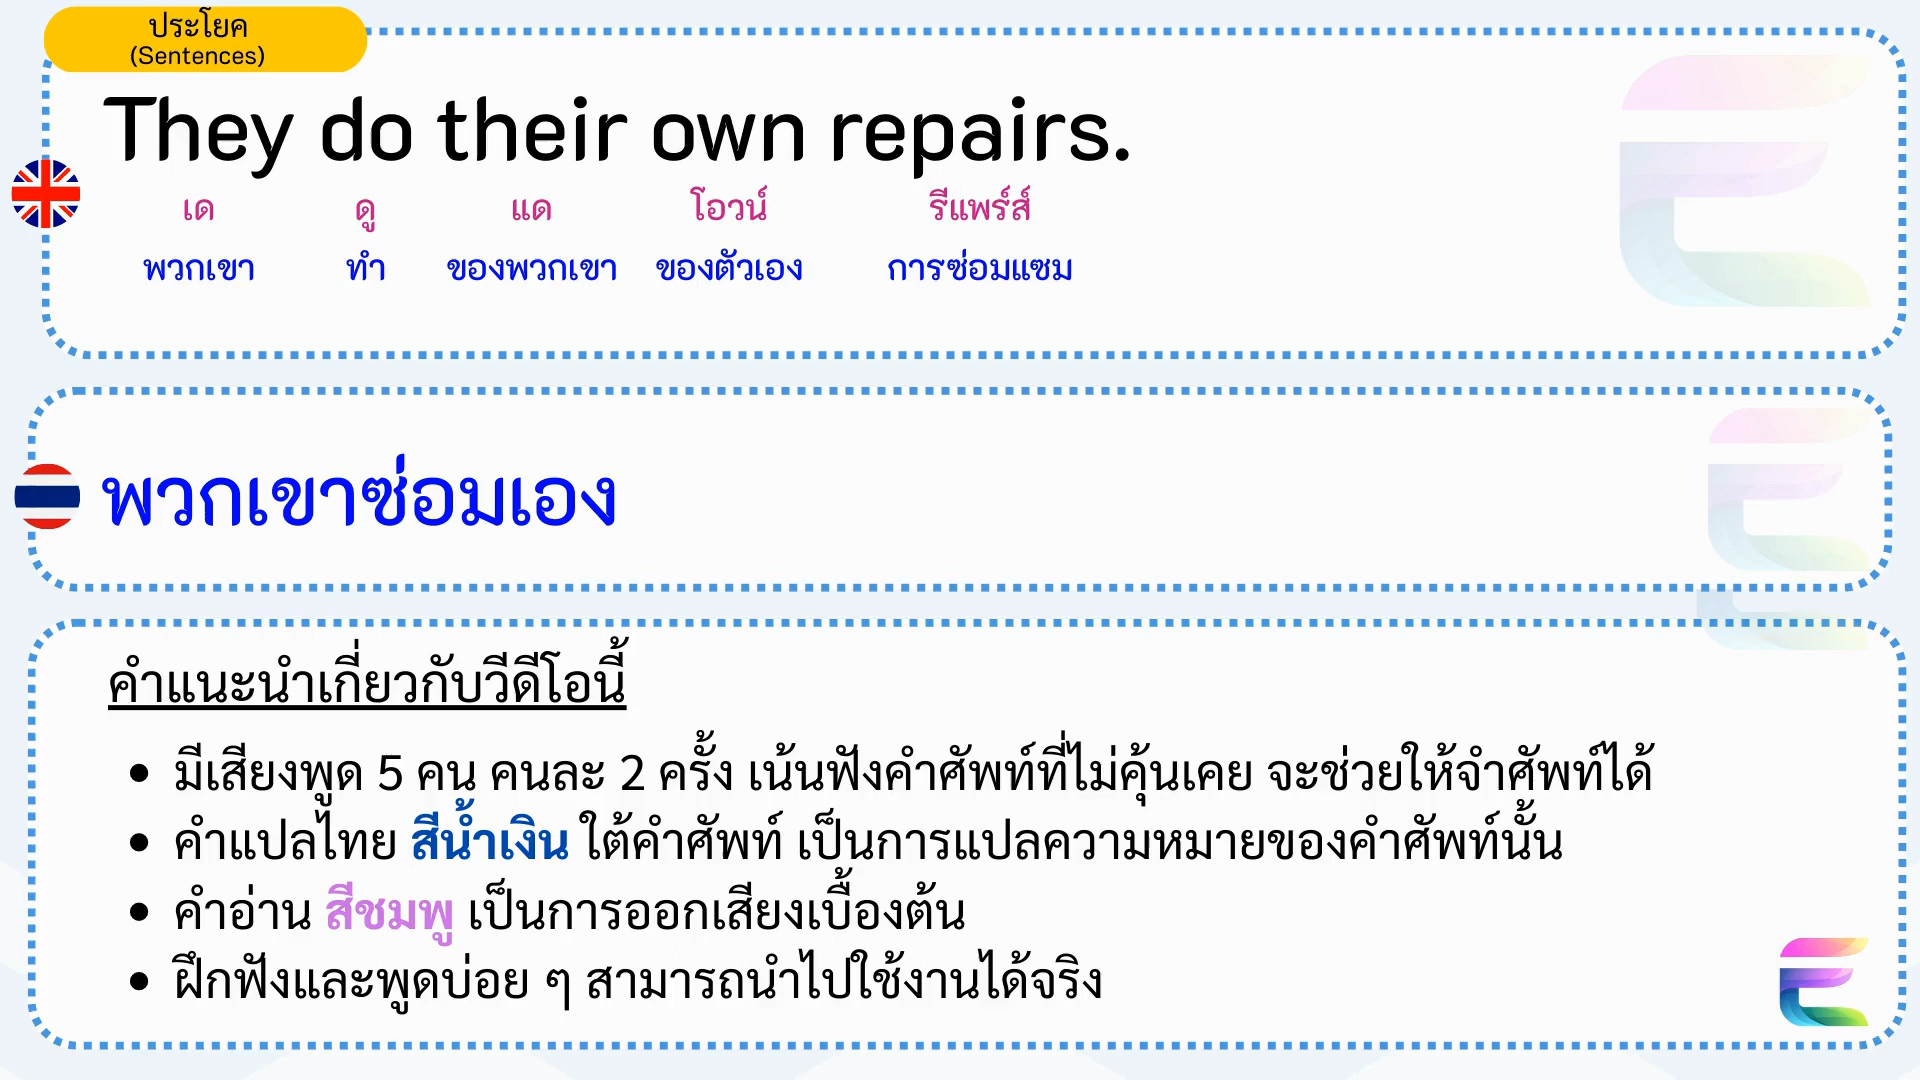 ประโยค
(Sentences)
They do their own repairs.
เด ดู แด โอวน์ รีแพร์ส์
พวกเขา ทำ ของพวกเขา ของตัวเอง การซ่อมแซม
พวกเขาซ่อมเอง
คำแนะนำเกี่ยวกับวีดีโอนี้
• มีเสียงพูด 5 คน คนละ 2 ครั้ง เน้นฟังคำศัพท์ที่ไม่คุ้นเคย จะช่วยให้จำศัพท์ได้
• คำแปลไทย สีน้ำเงิน ใต้คำศัพท์ เป็นการแปลความหมายของคำศัพท์นั้น
• คำอ่าน สีชมพู เป็นการออกเสียงเบื้องต้น
• ฝึกฟังและพูดบ่อย ๆ สามารถนำไปใช้งานได้จริง